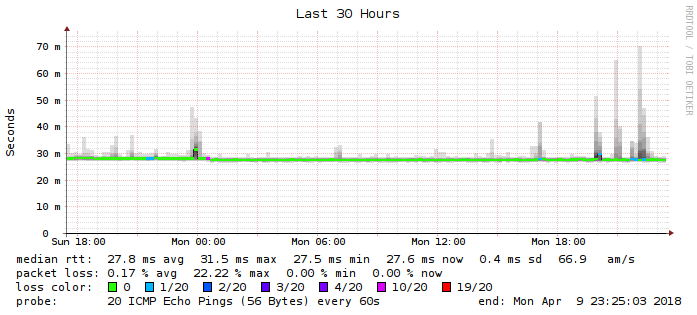 Last 30 Hours
RRDTOOL / TOBI OETIKER
Seconds
70 m
60 m
50 m
40 m
30 m
20 m
10 m
0
Sun 18:00 Mon 00:00 Mon 06:00 Mon 12:00 Mon 18:00
median rtt: 27.8 ms avg 31.5 ms max 27.5 ms min 27.6 ms now 0.4 ms sd 66.9 am/s
packet loss: 0.17 % avg 22.22 % max 0.00 % min 0.00 % now
loss color: 0 1/20 2/20 3/20 4/20 10/20 19/20
probe: 20 ICMP Echo Pings (56 Bytes) every 60s end: Mon Apr 9 23:25:03 2018